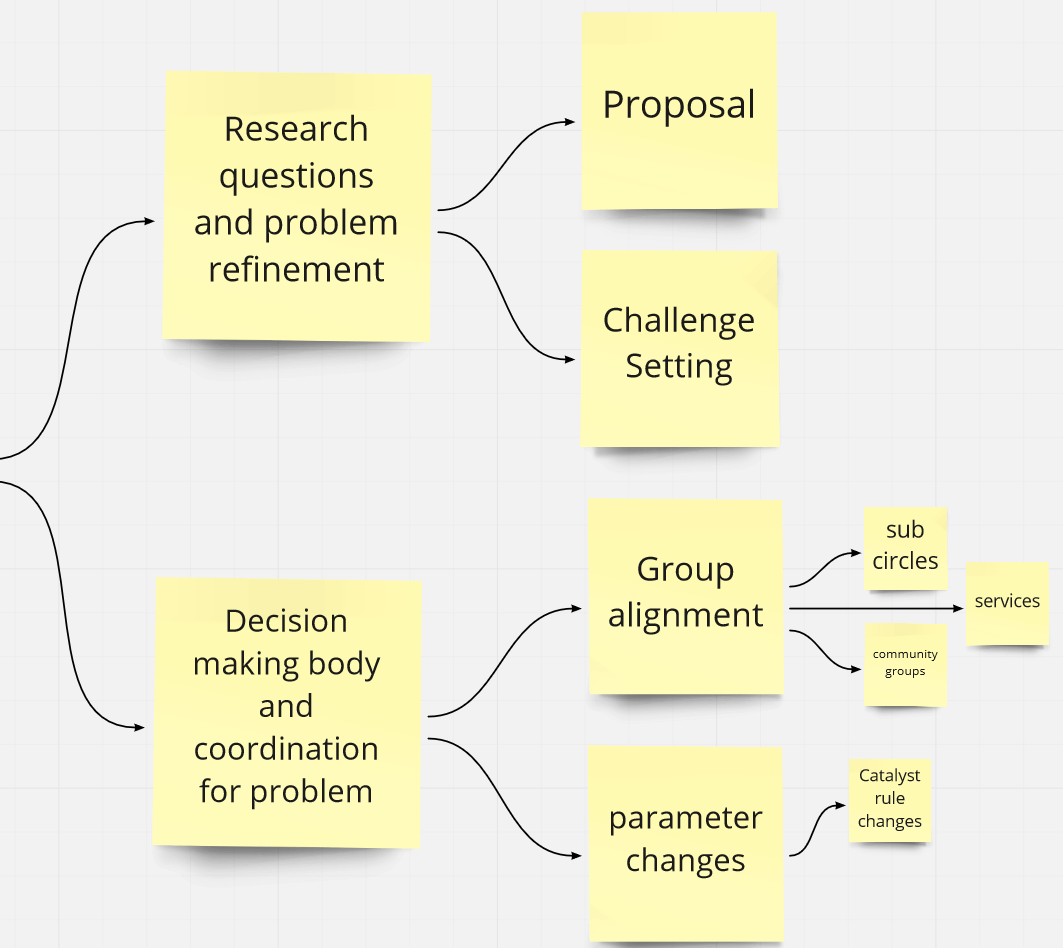 Research
questions
and problem
refinement
Proposal
Challenge
Setting
Decision
making body
and
coordination
for problem
Group
alignment
sub
circles
services
community
groups
parameter
changes
Catalyst
rule
changes